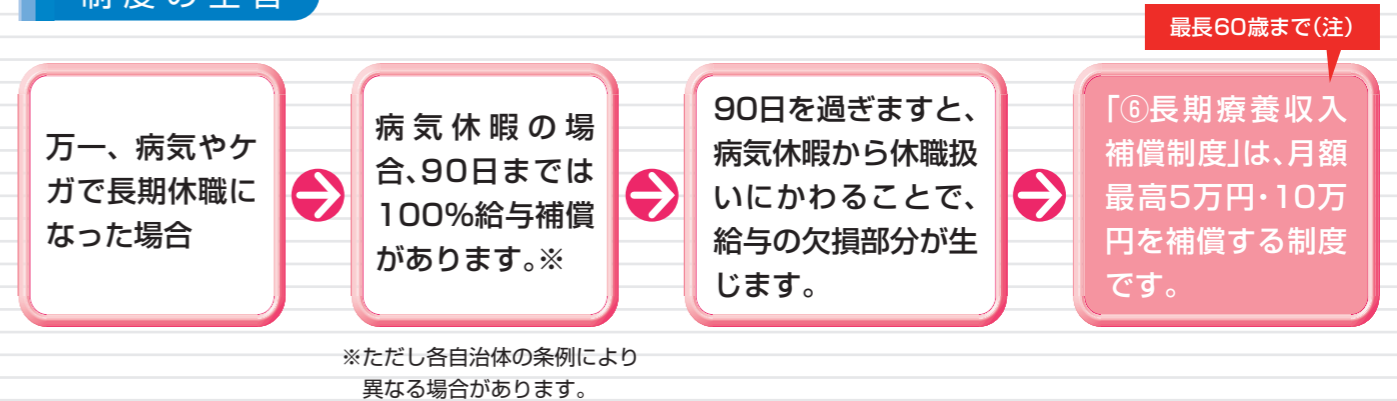 制度の主旨
最長60歳まで(注)
万一、病気やケ
ガで長期休職に
なった場合
病気休暇の場
合、90日までは
100%給与補償
があります。※
90日を過ぎますと、
病気休暇から休職扱
いにかわることで、
給与の欠損部分が生
じます。
「⑥長期療養収入
補償制度」は、月額
最高5万円・10万
円を補償する制度
です。
※ただし各自治体の条例により
異なる場合があります。